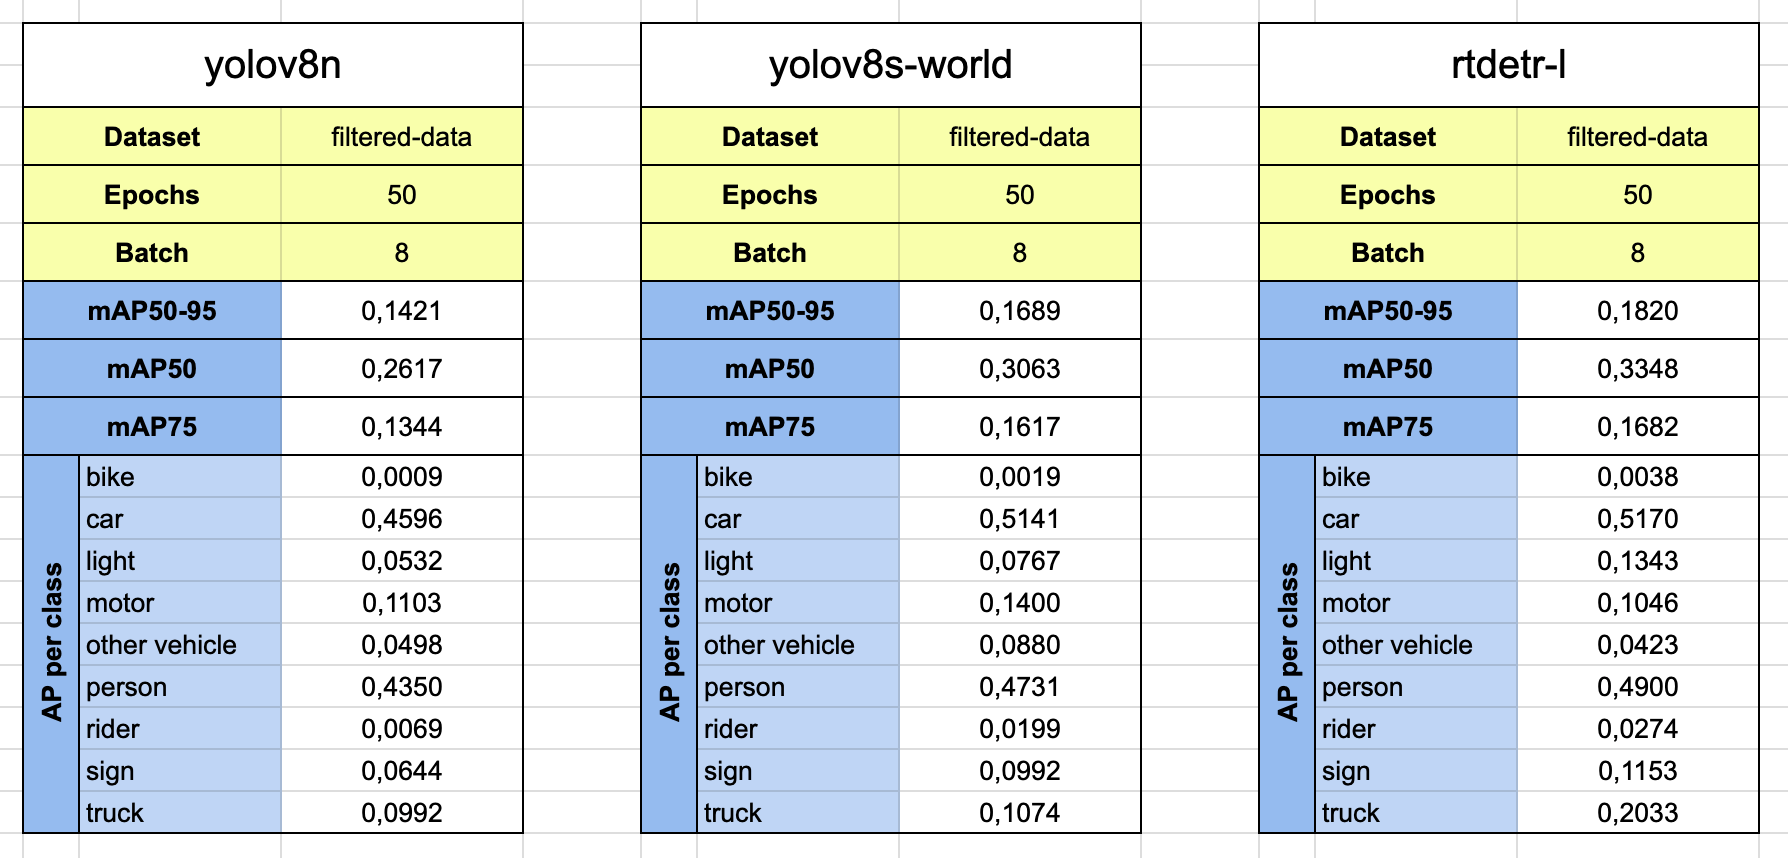 yolov8n
Dataset filtered-data
Epochs 50
Batch 8
mAP50-95 0,1421
mAP50 0,2617
mAP75 0,1344
AP per class
bike 0,0009
car 0,4596
light 0,0532
motor 0,1103
other vehicle 0,0498
person 0,4350
rider 0,0069
sign 0,0644
truck 0,0992
yolov8s-world
Dataset filtered-data
Epochs 50
Batch 8
mAP50-95 0,1689
mAP50 0,3063
mAP75 0,1617
AP per class
bike 0,0019
car 0,5141
light 0,0767
motor 0,1400
other vehicle 0,0880
person 0,4731
rider 0,0199
sign 0,0992
truck 0,1074
rtdetr-l
Dataset filtered-data
Epochs 50
Batch 8
mAP50-95 0,1820
mAP50 0,3348
mAP75 0,1682
AP per class
bike 0,0038
car 0,5170
light 0,1343
motor 0,1046
other vehicle 0,0423
person 0,4900
rider 0,0274
sign 0,1153
truck 0,2033